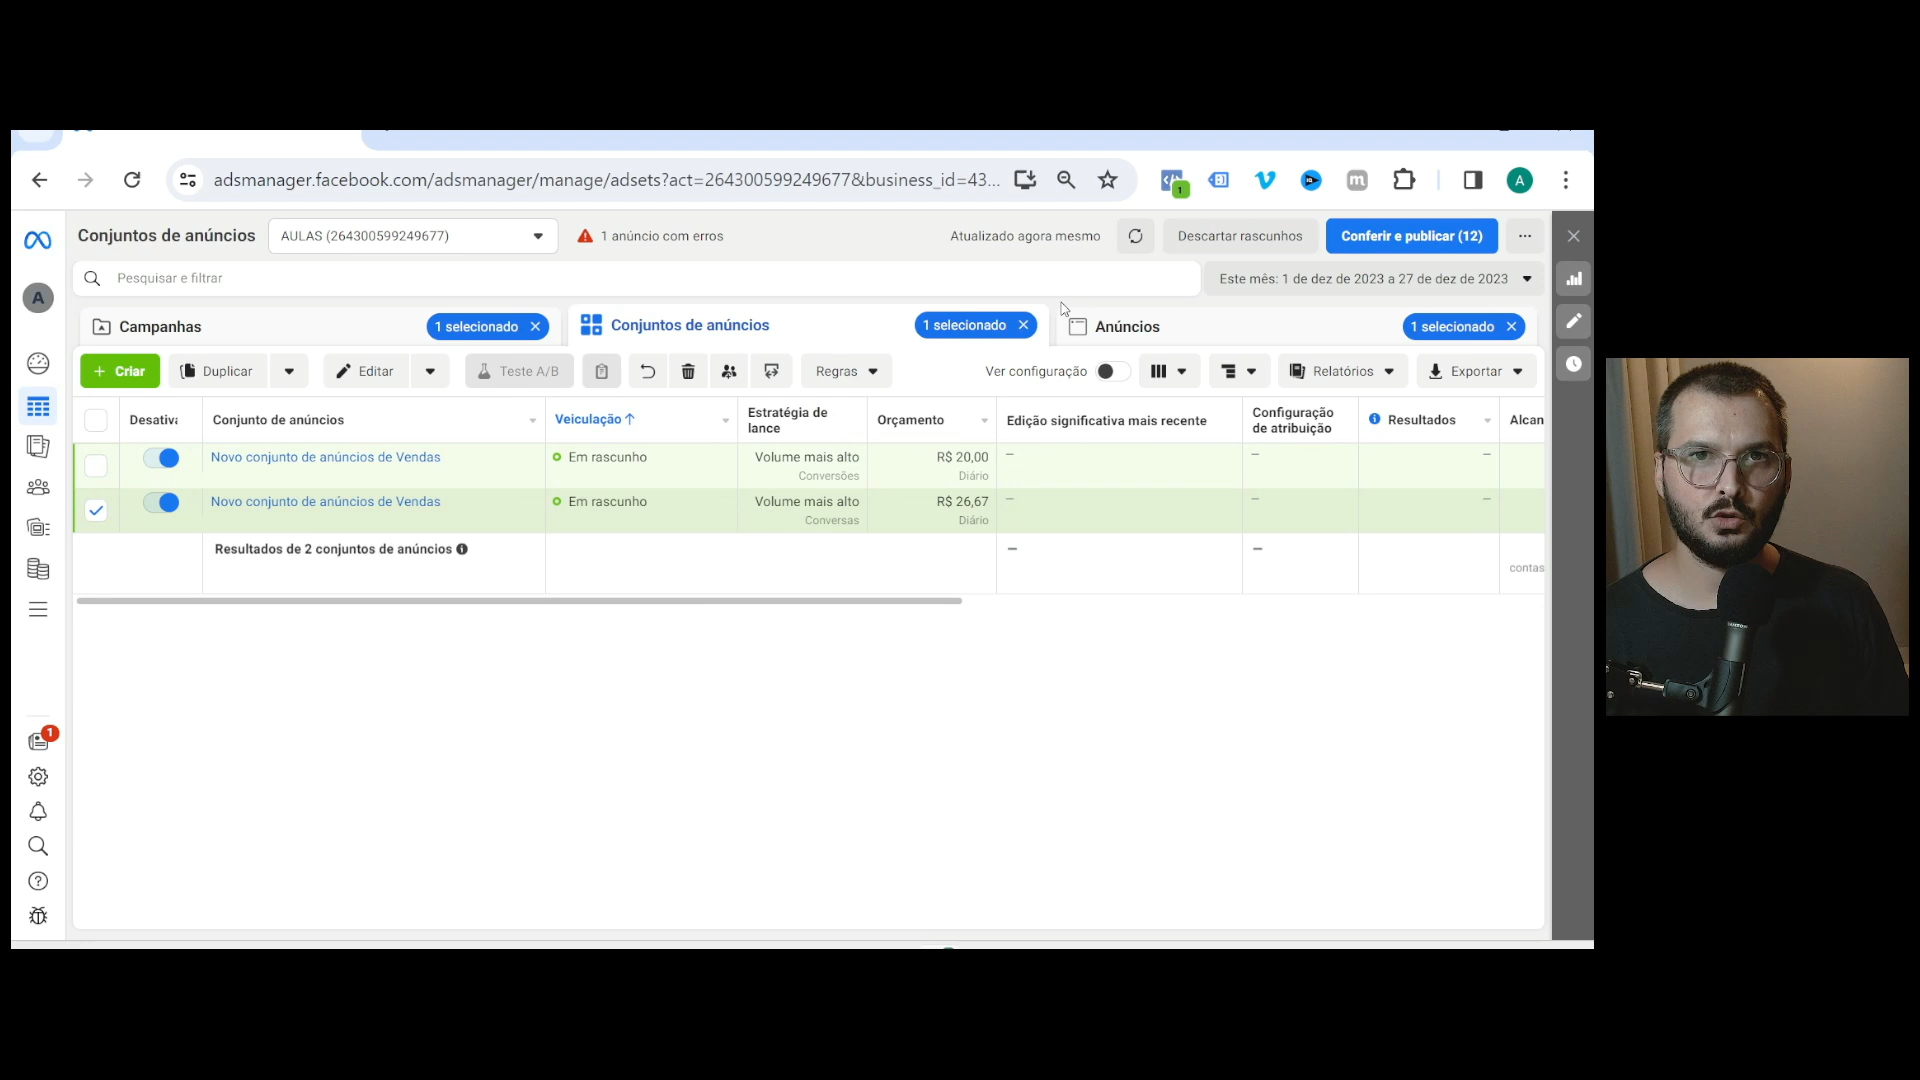 adsmanager.facebook.com/adsmanager/manage/adsets?act=264300599249677&business_id=43...
1
A
Conjuntos de anúncios
AULAS (264300599249677)
1 anúncio com erros
Atualizado agora mesmo
Descartar rascunhos
Conferir e publicar (12)
Pesquisar e filtrar
Este mês: 1 de dez de 2023 a 27 de dez de 2023
A
Campanhas
1 selecionado
Conjuntos de anúncios
1 selecionado
Anúncios
1 selecionado
+ Criar
Duplicar
Editar
Teste A/B
Regras
Ver configuração
Relatórios
Exportar
Desativa
Conjunto de anúncios
Veiculação ↑
Estratégia de lance
Orçamento
Edição significativa mais recente
Configuração de atribuição
Resultados
Alcan
Novo conjunto de anúncios de Vendas
Em rascunho
Volume mais alto
Conversões
R$ 20,00
Diário
–
–
–
Novo conjunto de anúncios de Vendas
Em rascunho
Volume mais alto
Conversas
R$ 26,67
Diário
–
–
–
Resultados de 2 conjuntos de anúncios
–
–
contas
1